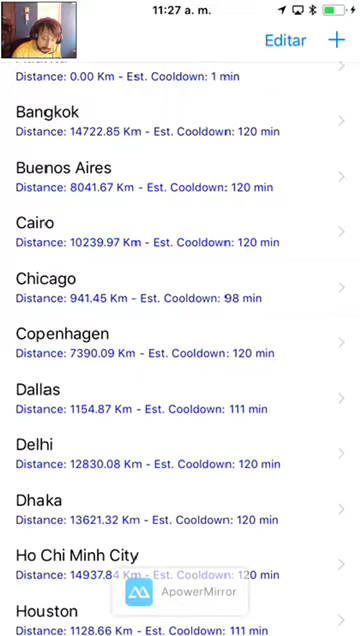 11:27 a. m.
Editar +
Distance: 0.00 Km - Est. Cooldown: 1 min
Bangkok
Distance: 14722.85 Km - Est. Cooldown: 120 min
Buenos Aires
Distance: 8041.67 Km - Est. Cooldown: 120 min
Cairo
Distance: 10239.97 Km - Est. Cooldown: 120 min
Chicago
Distance: 941.45 Km - Est. Cooldown: 98 min
Copenhagen
Distance: 7390.09 Km - Est. Cooldown: 120 min
Dallas
Distance: 1154.87 Km - Est. Cooldown: 111 min
Delhi
Distance: 12830.08 Km - Est. Cooldown: 120 min
Dhaka
Distance: 13621.32 Km - Est. Cooldown: 120 min
Ho Chi Minh City
Distance: 14937.84 Km - Est. Cooldown: 120 min
ApowerMirror
Houston
Distance: 1128.66 Km - Est. Cooldown: 111 min